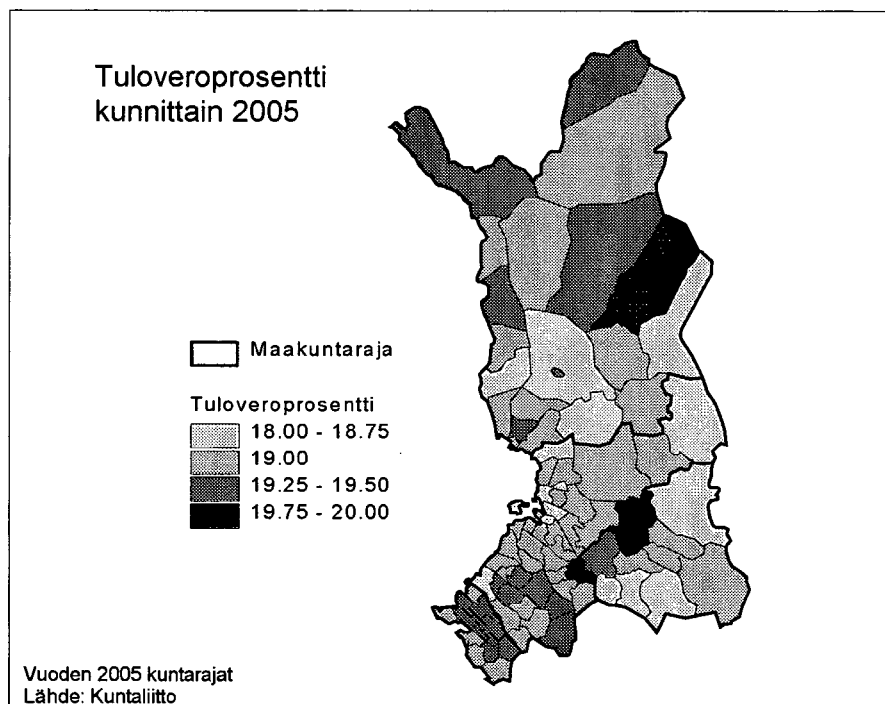 Tuloveroprosentti
kunnittain 2005
Maakuntaraja
Tuloveroprosentti
18.00 - 18.75
19.00
19.25 - 19.50
19.75 - 20.00
Vuoden 2005 kuntarajat
Lähde: Kuntaliitto